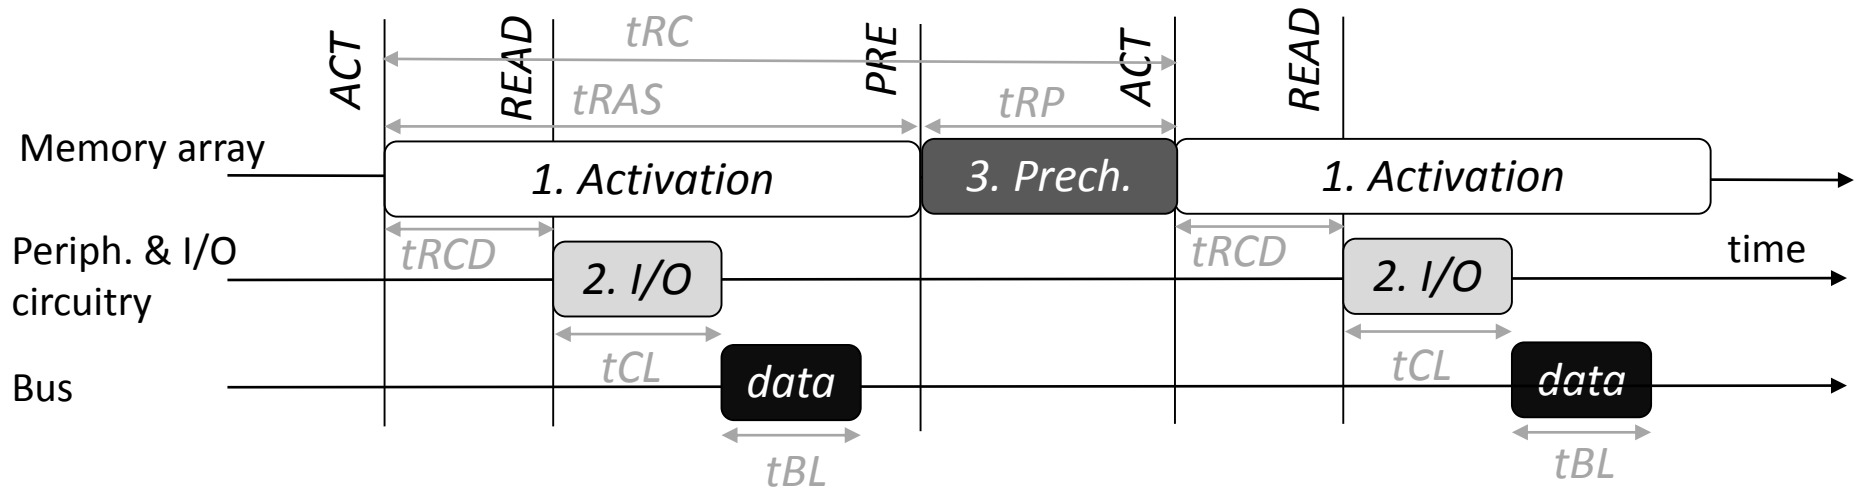 ACT
READ
tRC
PRE
ACT
READ
tRAS
tRP
Memory array
1. Activation
3. Prech.
1. Activation
Periph. & I/O
circuitry
tRCD
2. I/O
tRCD
2. I/O
time
tCL
tCL
Bus
data
data
tBL
tBL